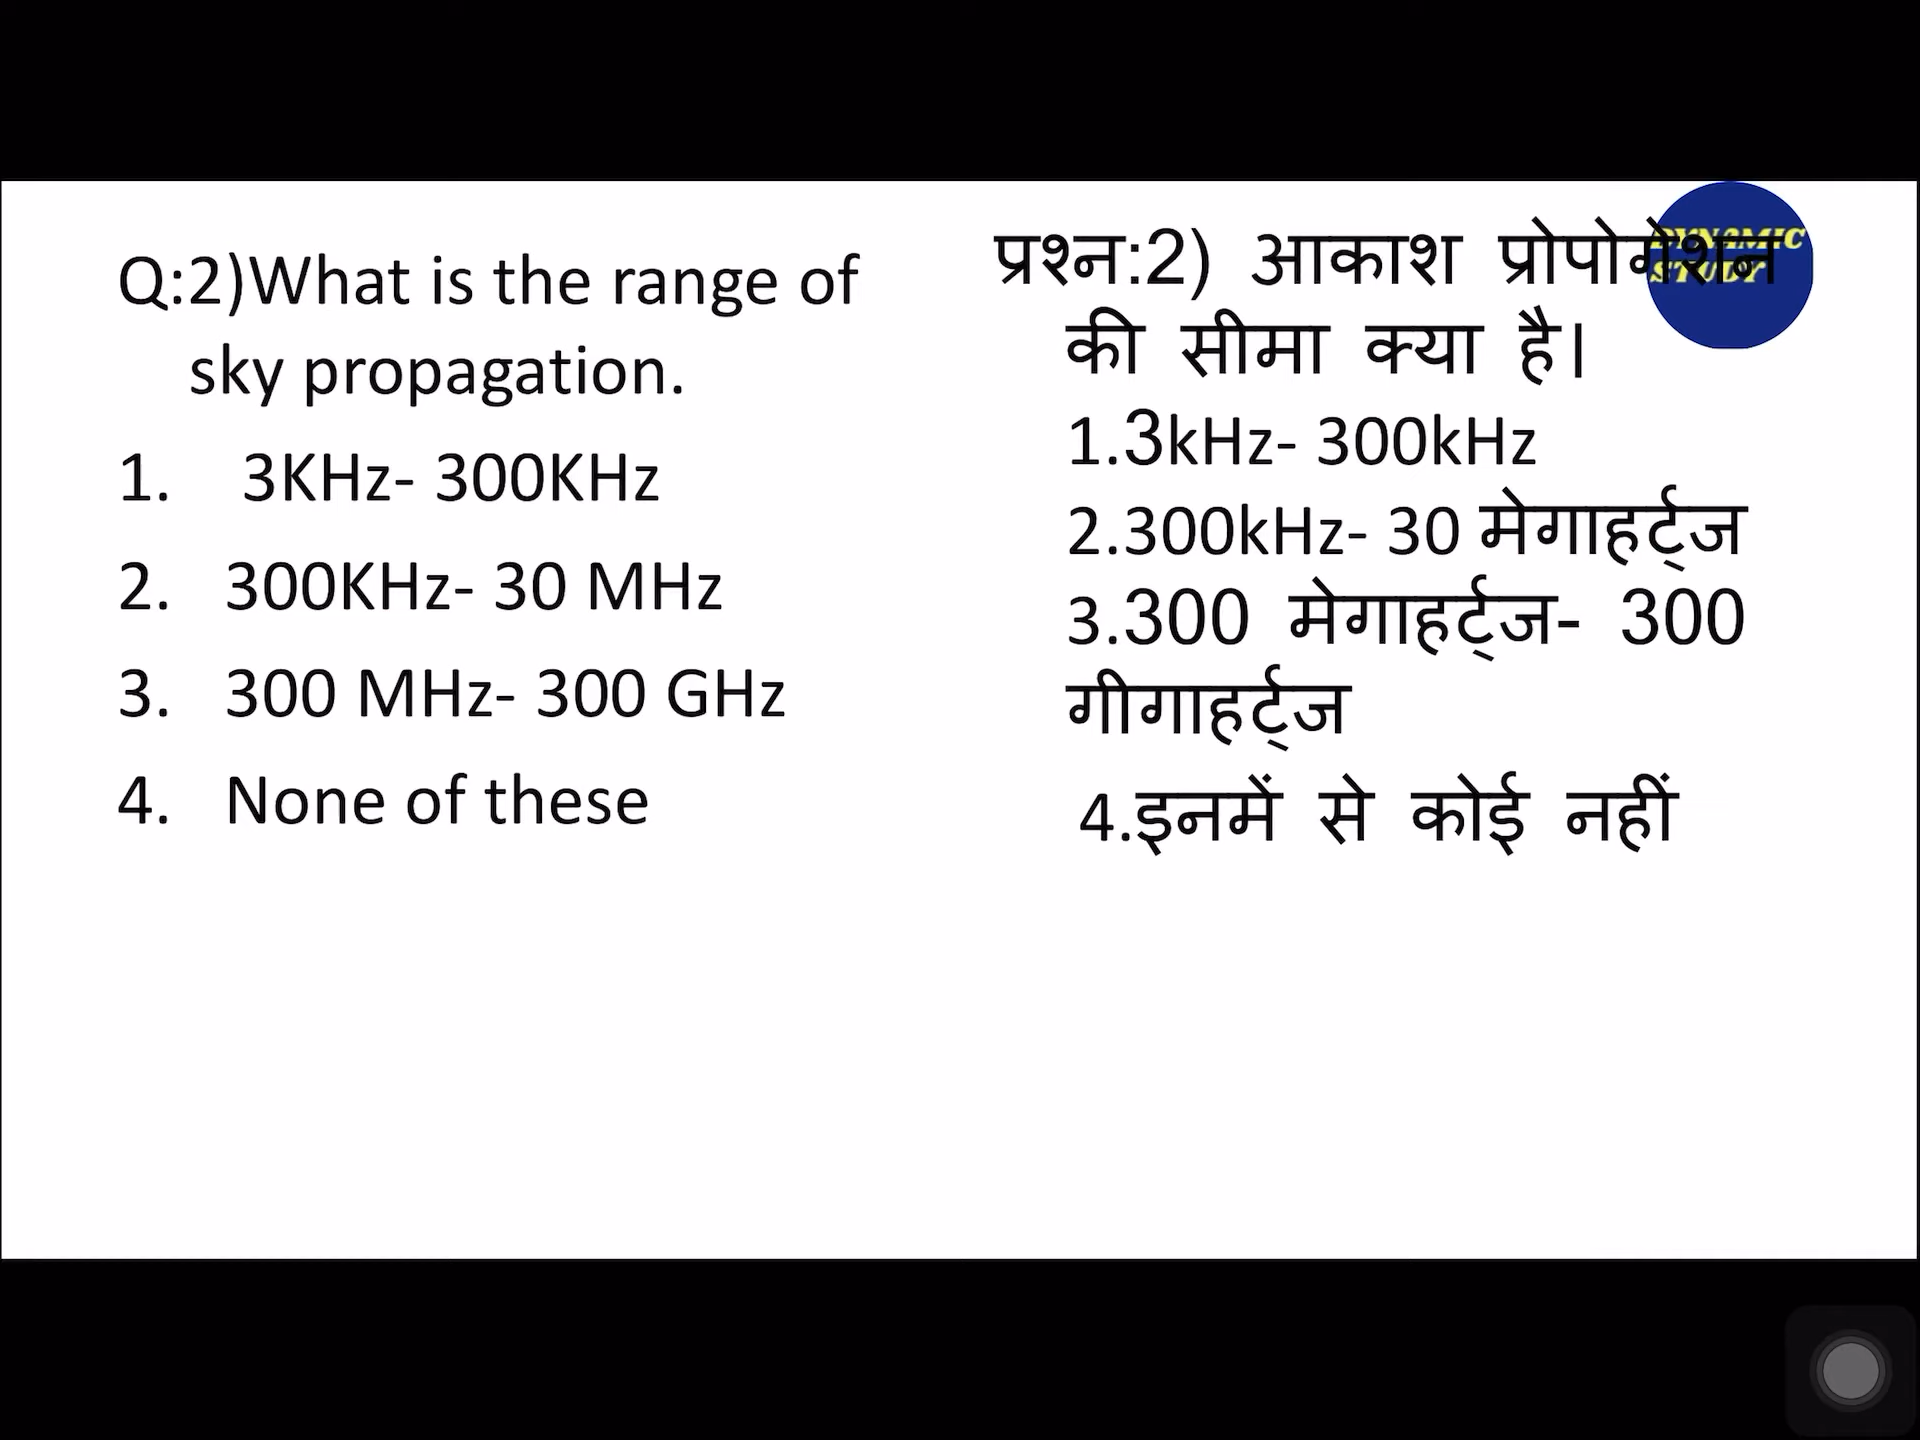 Q:2)What is the range of
sky propagation.
1. 3KHz- 300KHz
2. 300KHz- 30 MHz
3. 300 MHz- 300 GHz
4. None of these
प्रश्न:2) आकाश प्रोपोगेशन
की सीमा क्या है।
1.3kHz- 300kHz
2.300kHz- 30 मेगाहर्ट्ज
3.300 मेगाहर्ट्ज- 300
गीगाहर्ट्ज
4.इनमें से कोई नहीं
DYNAMIC
STUDY